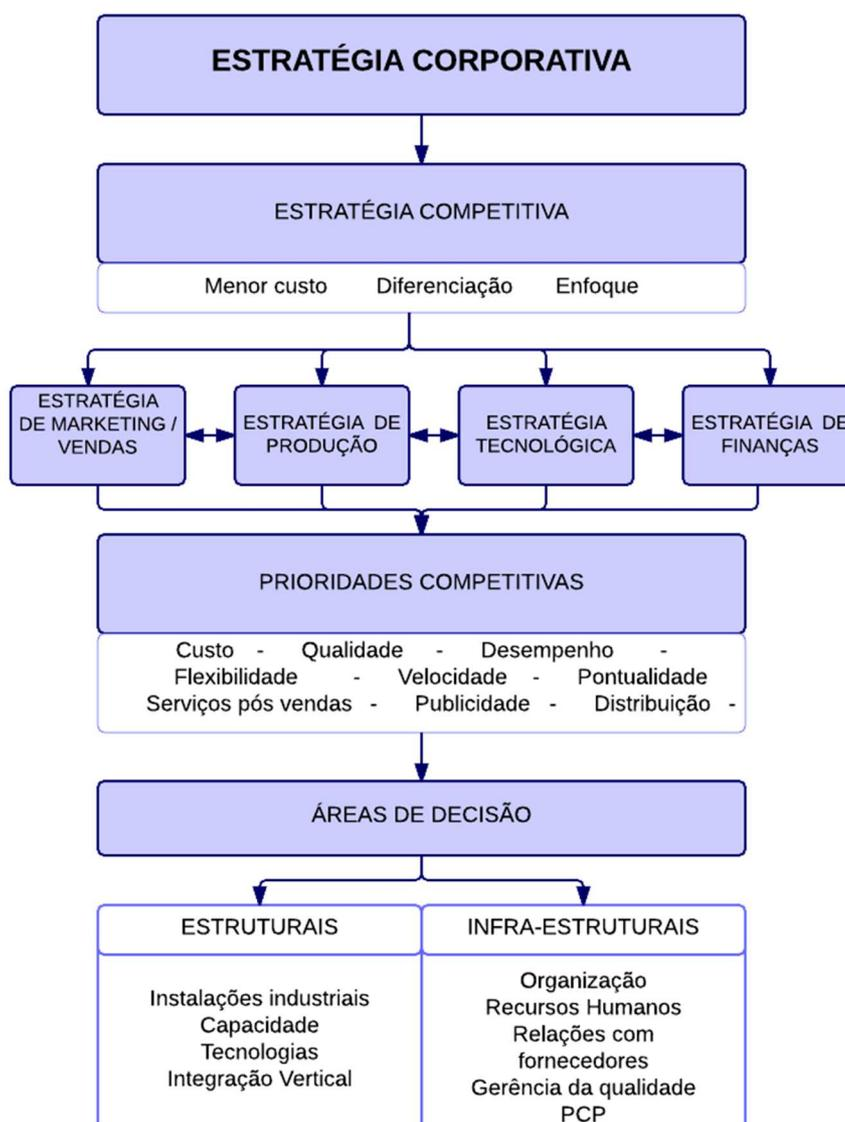 ESTRATÉGIA CORPORATIVA
ESTRATÉGIA COMPETITIVA
Menor custo Diferenciação Enfoque
ESTRATÉGIA
DE MARKETING /
VENDAS
ESTRATÉGIA DE
PRODUÇÃO
ESTRATÉGIA
TECNOLÓGICA
ESTRATÉGIA DE
FINANÇAS
PRIORIDADES COMPETITIVAS
Custo - Qualidade - Desempenho -
Flexibilidade - Velocidade - Pontualidade
Serviços pós vendas - Publicidade - Distribuição -
ÁREAS DE DECISÃO
ESTRUTURAIS
Instalações industriais
Capacidade
Tecnologias
Integração Vertical
INFRA-ESTRUTURAIS
Organização
Recursos Humanos
Relações com
fornecedores
Gerência da qualidade
PCP